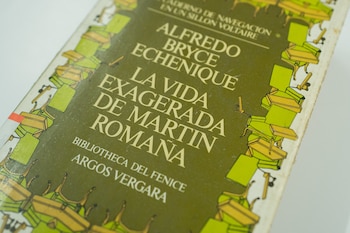 CUADERNO DE NAVEGACION
EN UN SILLON VOLTAIRE
ALFREDO
BRYCE
ECHENIQUE
LA VIDA
EXAGERADA
DE MARTIN
ROMAÑA
BIBLIOTHECA DEL FENICE
ARGOS VERGARA